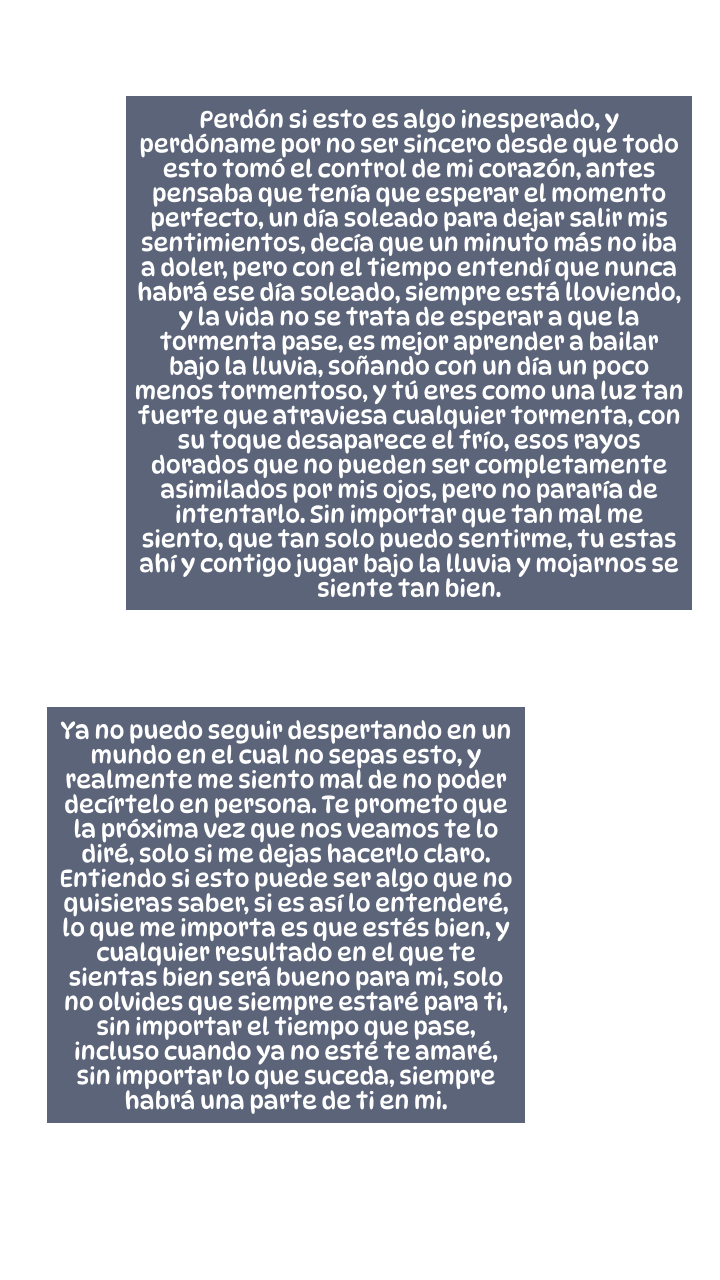 Perdón si esto es algo inesperado, y
perdóname por no ser sincero desde que todo
esto tomó el control de mi corazón, antes
pensaba que tenía que esperar el momento
perfecto, un día soleado para dejar salir mis
sentimientos, decía que un minuto más no iba
a doler, pero con el tiempo entendí que nunca
habrá ese día soleado, siempre está lloviendo,
y la vida no se trata de esperar a que la
tormenta pase, es mejor aprender a bailar
bajo la lluvia, soñando con un día un poco
menos tormentoso, y tú eres como una luz tan
fuerte que atraviesa cualquier tormenta, con
su toque desaparece el frío, esos rayos
dorados que no pueden ser completamente
asimilados por mis ojos, pero no pararía de
intentarlo. Sin importar que tan mal me
siento, que tan solo puedo sentirme, tu estas
ahí y contigo jugar bajo la lluvia y mojarnos se
siente tan bien.
Ya no puedo seguir despertando en un
mundo en el cual no sepas esto, y
realmente me siento mal de no poder
decírtelo en persona. Te prometo que
la próxima vez que nos veamos te lo
diré, solo si me dejas hacerlo claro.
Entiendo si esto puede ser algo que no
quisieras saber, si es así lo entenderé,
lo que me importa es que estés bien, y
cualquier resultado en el que te
sientas bien será bueno para mi, solo
no olvides que siempre estaré para ti,
sin importar el tiempo que pase,
incluso cuando ya no esté te amaré,
sin importar lo que suceda, siempre
habrá una parte de ti en mi.